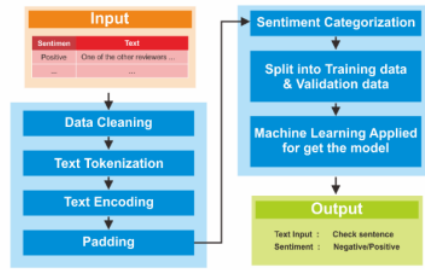 Input
Sentimen Text
Positive One of the other reviewers ...
... ...
Data Cleaning
Text Tokenization
Text Encoding
Padding
Sentiment Categorization
Split into Training data
& Validation data
Machine Learning Applied
for get the model
Output
Text Input : Check sentence
Sentiment : Negative/Positive